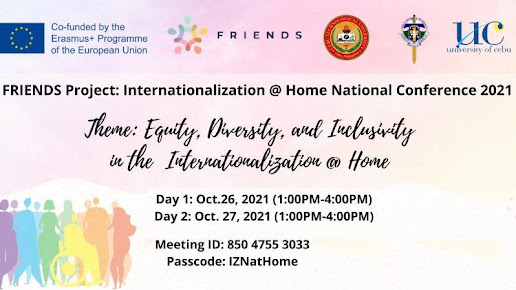 Co-funded by the
Erasmus+ Programme
of the European Union
FRIENDS
uc
university of cebu
FRIENDS Project: Internationalization @ Home National Conference 2021
Theme: Equity, Diversity, and Inclusivity
in the Internationalization @ Home
Day 1: Oct.26, 2021 (1:00PM-4:00PM)
Day 2: Oct. 27, 2021 (1:00PM-4:00PM)
Meeting ID: 850 4755 3033
Passcode: IZNatHome